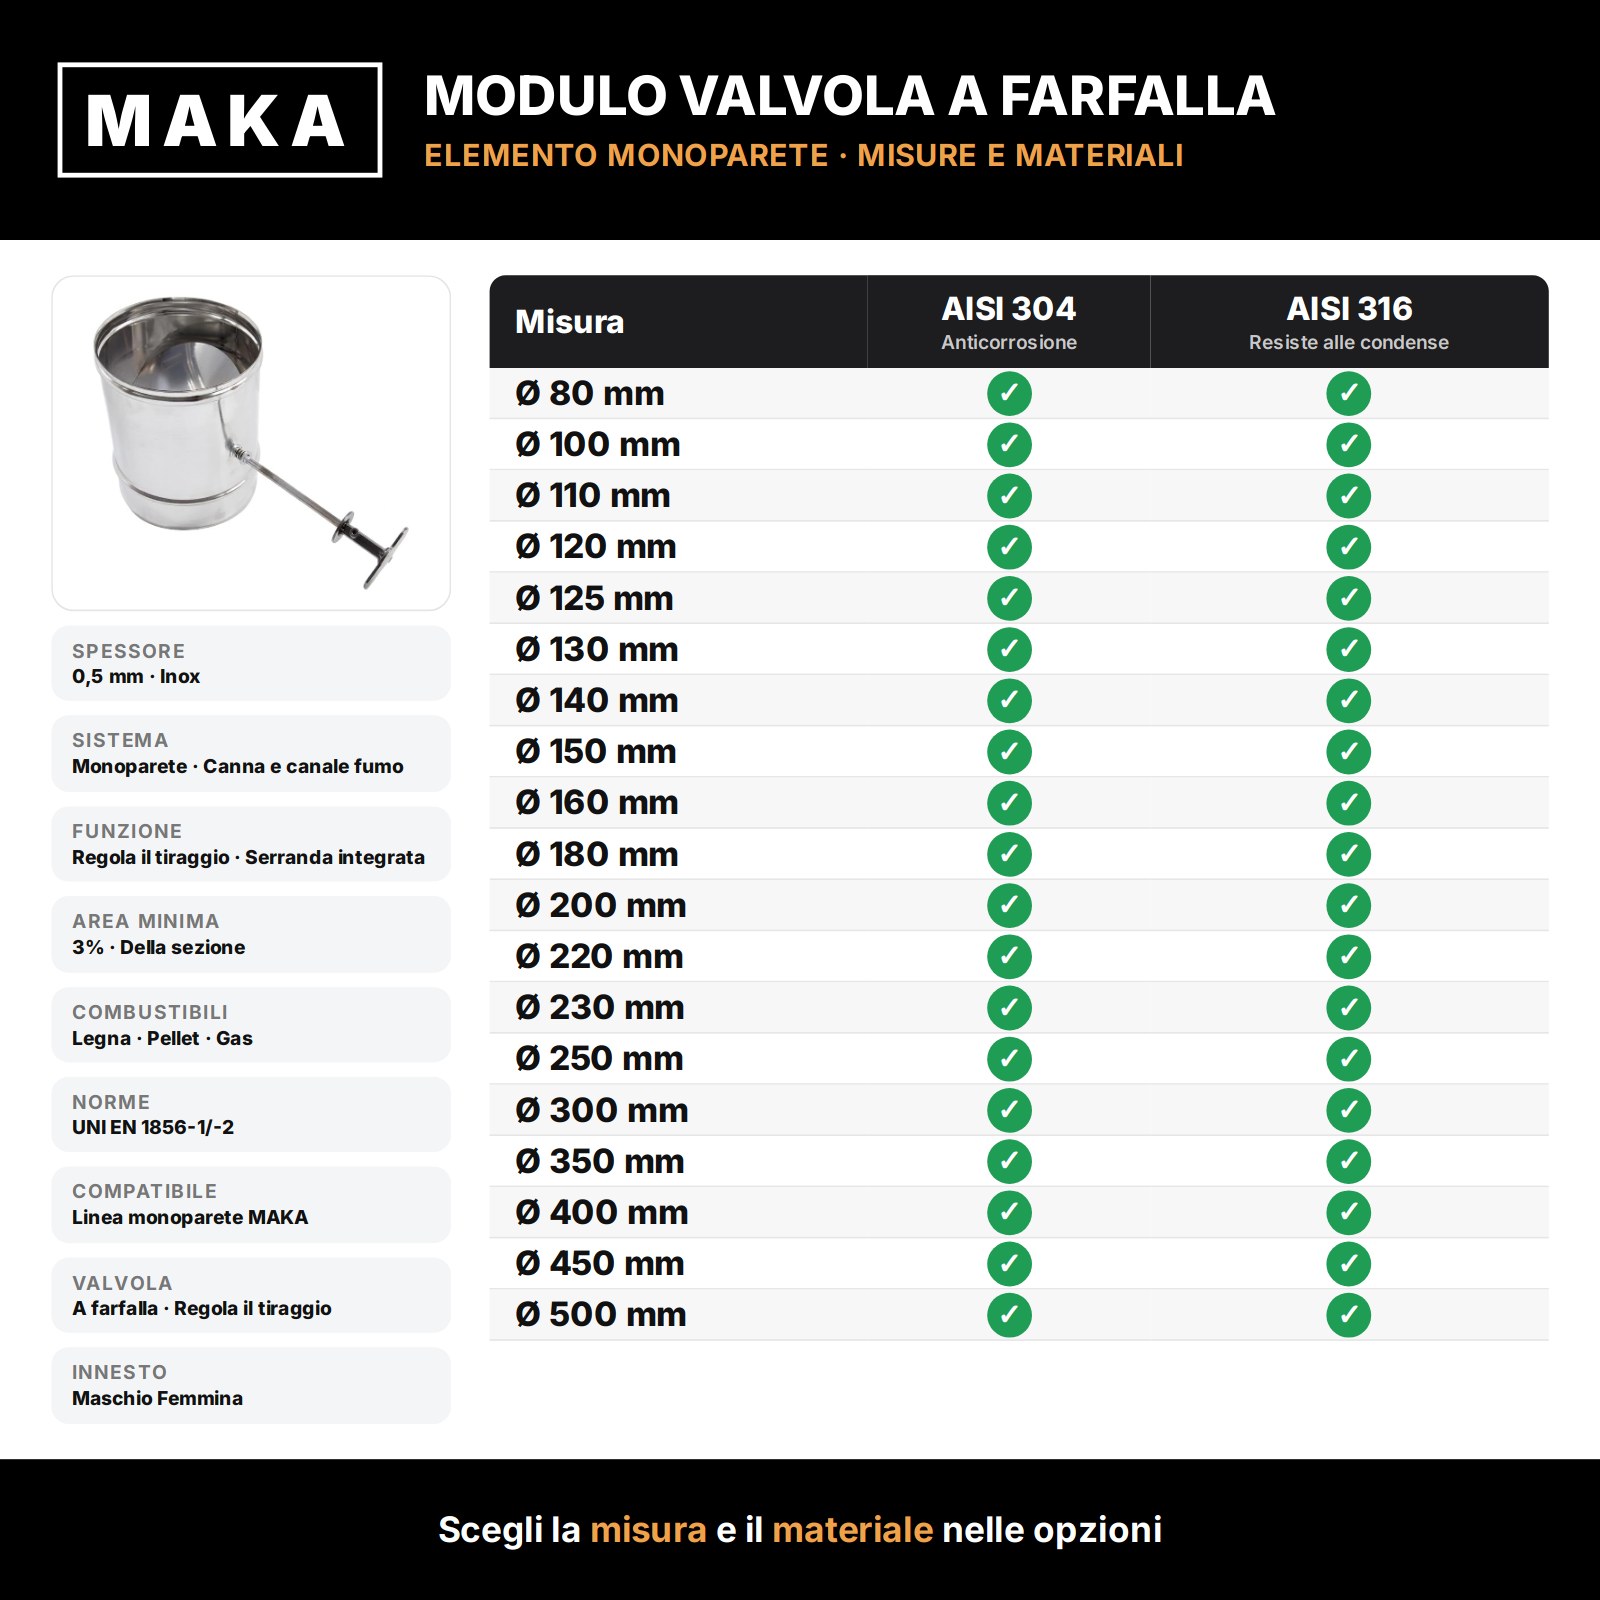 MAKA
MODULO VALVOLA A FARFALLA
ELEMENTO MONOPARETE · MISURE E MATERIALI
SPESSORE
0,5 mm · Inox
SISTEMA
Monoparete · Canna e canale fumo
FUNZIONE
Regola il tiraggio · Serranda integrata
AREA MINIMA
3% · Della sezione
COMBUSTIBILI
Legna · Pellet · Gas
NORME
UNI EN 1856-1/-2
COMPATIBILE
Linea monoparete MAKA
VALVOLA
A farfalla · Regola il tiraggio
INNESTO
Maschio Femmina
Misura AISI 304 AISI 316
Anticorrosione Resiste alle condense
Ø 80 mm ✓ ✓
Ø 100 mm ✓ ✓
Ø 110 mm ✓ ✓
Ø 120 mm ✓ ✓
Ø 125 mm ✓ ✓
Ø 130 mm ✓ ✓
Ø 140 mm ✓ ✓
Ø 150 mm ✓ ✓
Ø 160 mm ✓ ✓
Ø 180 mm ✓ ✓
Ø 200 mm ✓ ✓
Ø 220 mm ✓ ✓
Ø 230 mm ✓ ✓
Ø 250 mm ✓ ✓
Ø 300 mm ✓ ✓
Ø 350 mm ✓ ✓
Ø 400 mm ✓ ✓
Ø 450 mm ✓ ✓
Ø 500 mm ✓ ✓
Scegli la misura e il materiale nelle opzioni